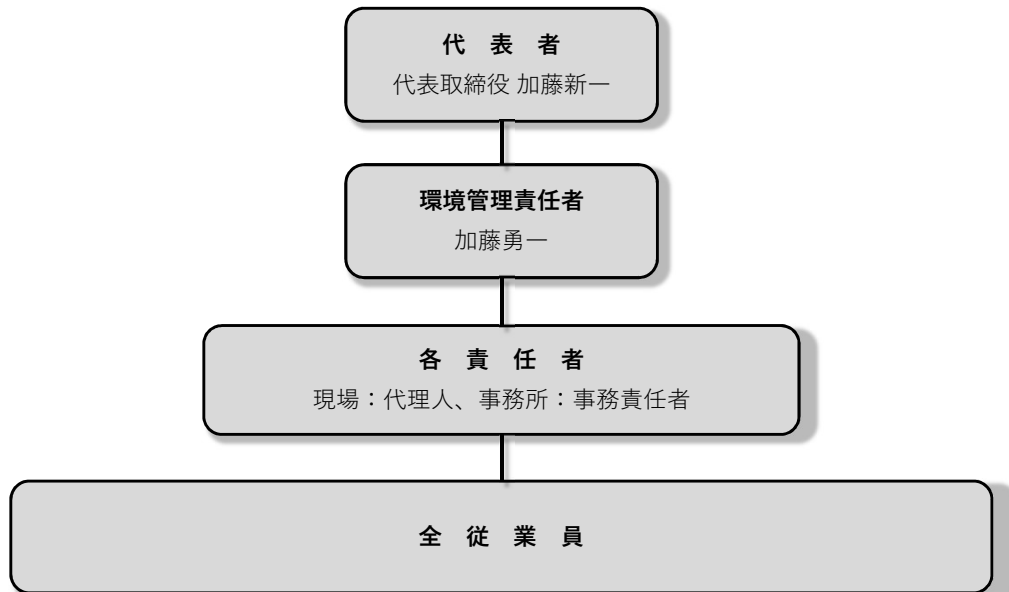 代　表　者
代表取締役 加藤新一
環境管理責任者
加藤勇一
各　責　任　者
現場：代理人、事務所：事務責任者
全　従　業　員